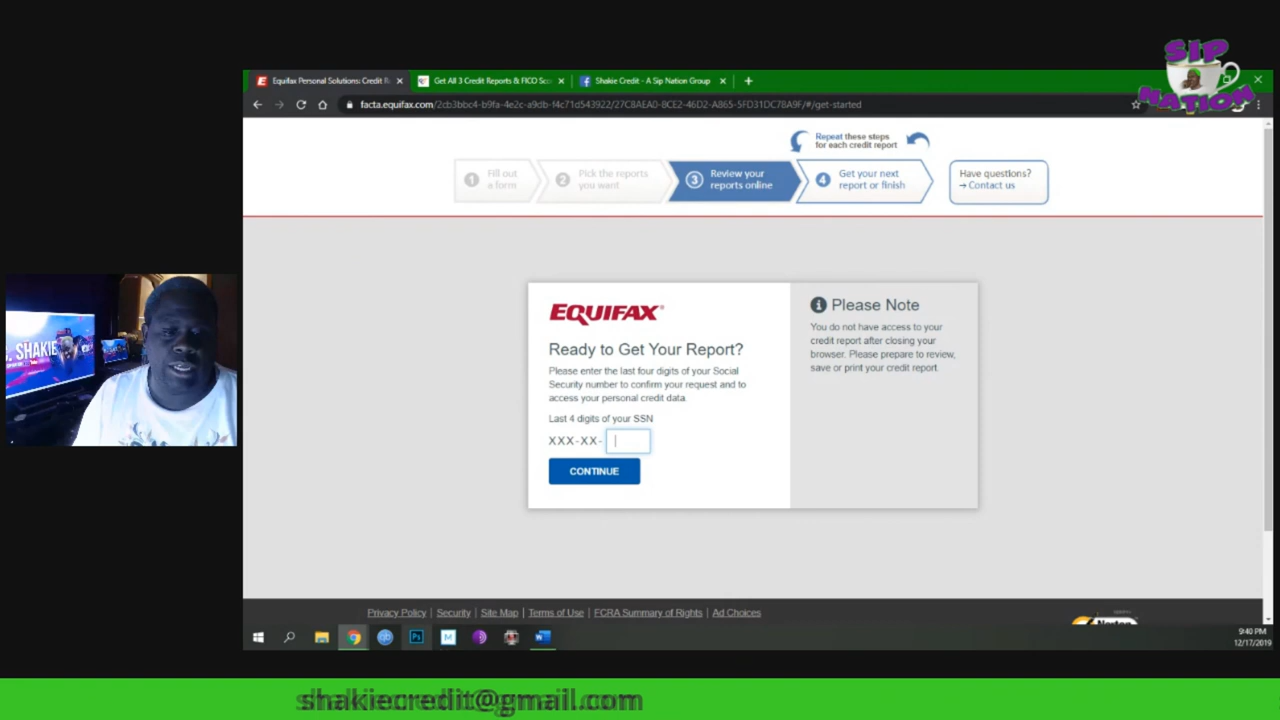 SIP
NATION
Equifax Personal Solutions: Credit R
Get All 3 Credit Reports & FICO Sco
Shakie Credit - A Sip Nation Group
facta.equifax.com/2cb3bbc4-b9fa-4e2c-a9db-f4c71d543922/27C8AEA0-8CE2-46D2-A865-5FD31DC78A9F/#/get-started
Repeat these steps
for each credit report
1 Fill out
a form
2 Pick the reports
you want
3 Review your
reports online
4 Get your next
report or finish
Have questions?
→ Contact us
EQUIFAX®
Ready to Get Your Report?
Please enter the last four digits of your Social
Security number to confirm your request and to
access your personal credit data.
Last 4 digits of your SSN
XXX-XX-
CONTINUE
Please Note
You do not have access to your
credit report after closing your
browser. Please prepare to review,
save or print your credit report
. SHAKIE
Privacy Policy | Security | Site Map | Terms of Use | FCRA Summary of Rights | Ad Choices
9:40 PM
12/17/2019
shakiecredit@gmail.com